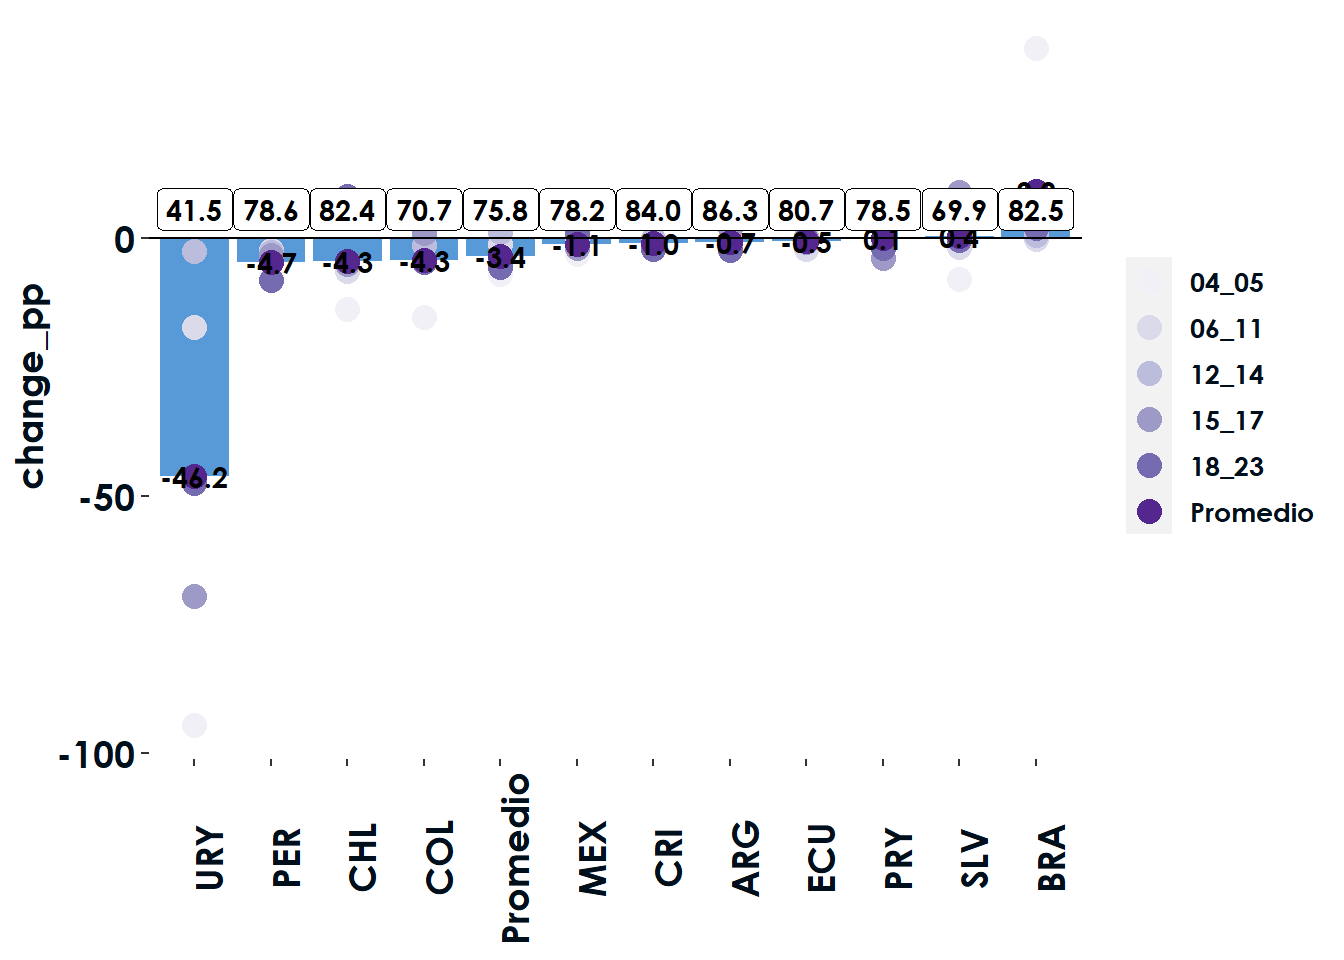 41.5 78.6 82.4 70.7 75.8 78.2 84.0 86.3 80.7 78.5 69.9 82.5
-46.2 -4.7 -4.3 -4.3 -3.4 -1.1 -1.0 -0.7 -0.5 0.1 0.4
change_pp
0
-50
-100
URY PER CHL COL Promedio MEX CRI ARG ECU PRY SLV BRA
04_05
06_11
12_14
15_17
18_23
Promedio